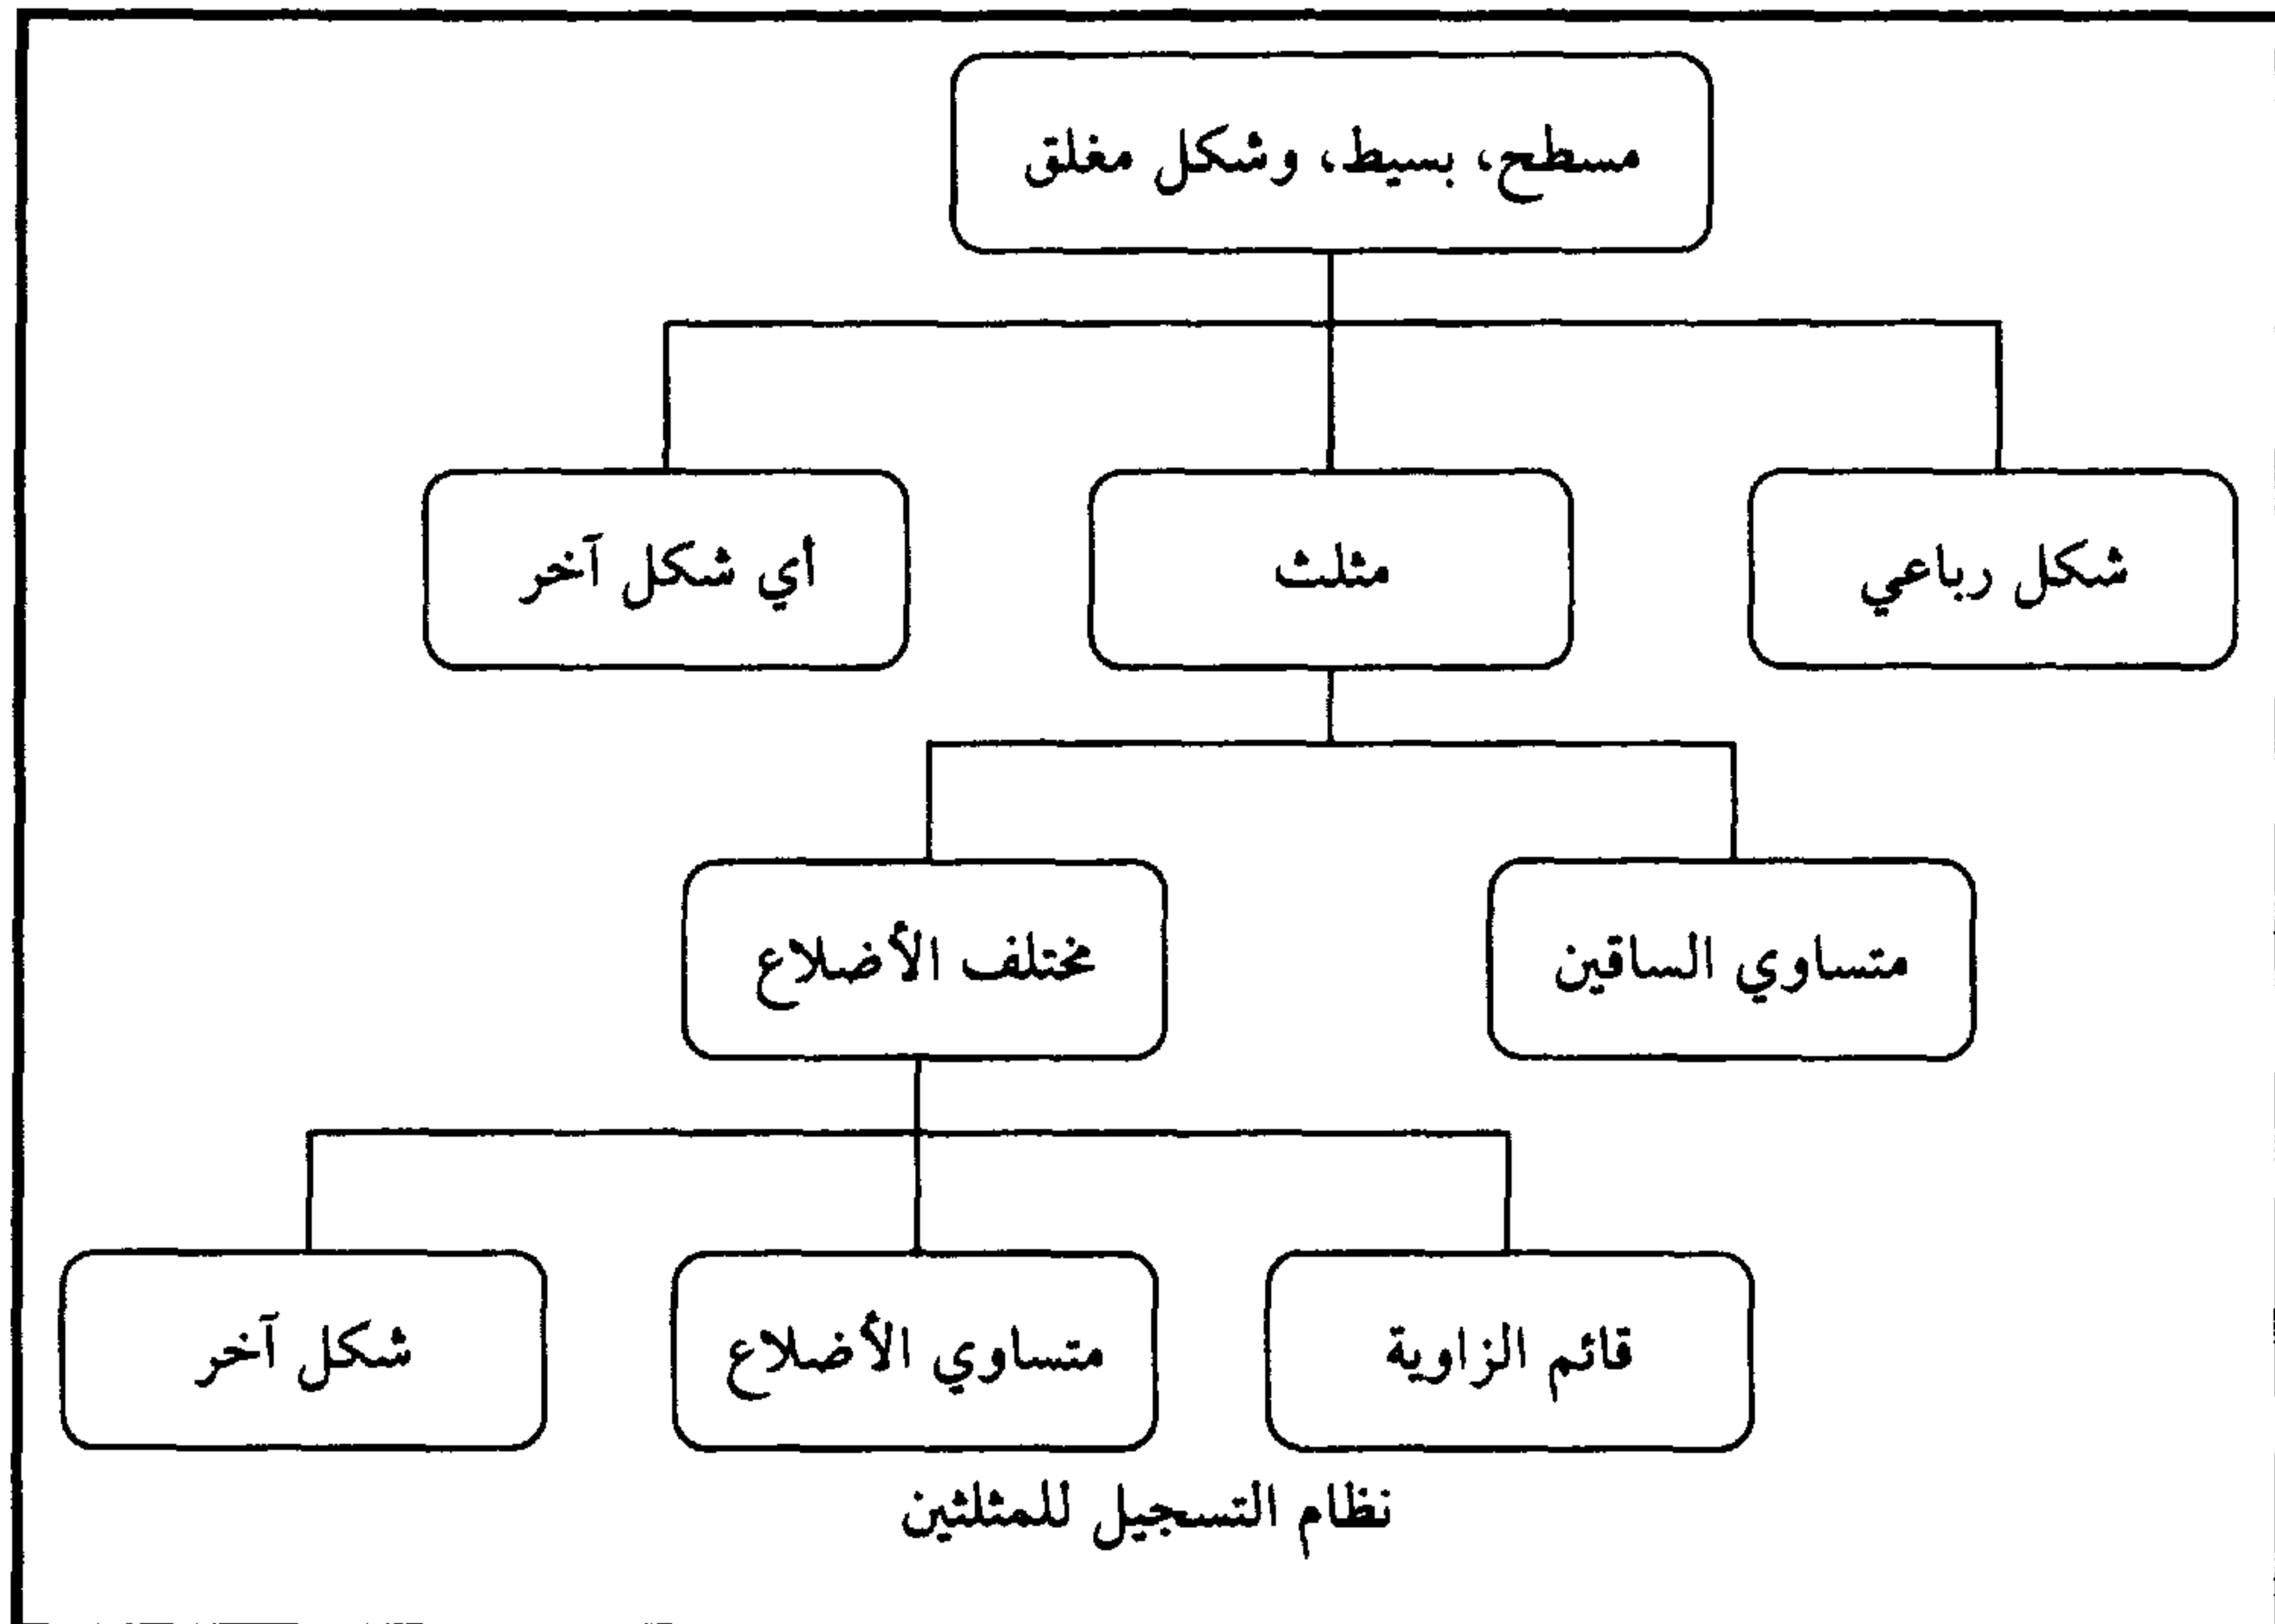 مسطح، بسيط، وشكل مغلق
شكل رباعي
مثلث
أي شكل آخر
متساوي الساقين
مختلف الأضلاع
قائم الزاوية
متساوي الأضلاع
شكل آخر
نظام التسجيل للمثلثين